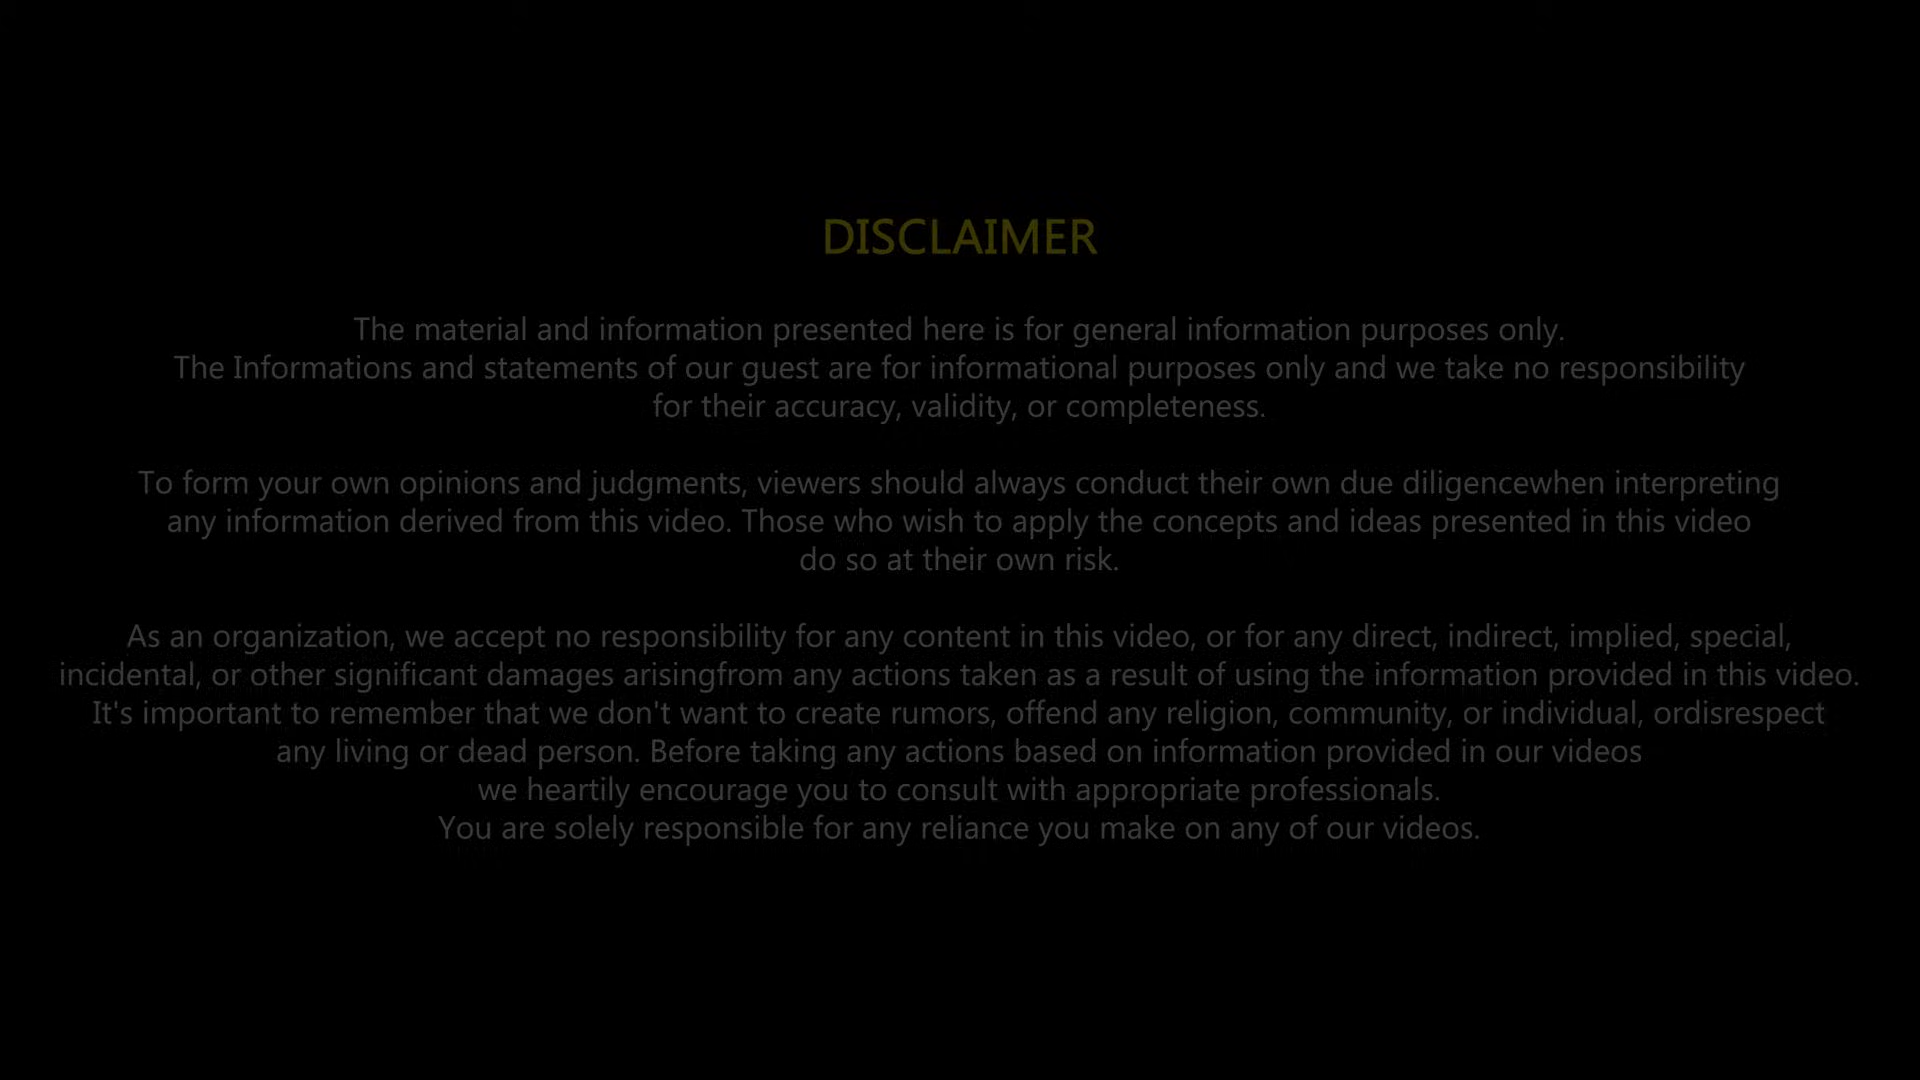 DISCLAIMER
The material and information presented here is for general information purposes only.
The Informations and statements of our guest are for informational purposes only and we take no responsibility
for their accuracy, validity, or completeness.
To form your own opinions and judgments, viewers should always conduct their own due diligencewhen interpreting
any information derived from this video. Those who wish to apply the concepts and ideas presented in this video
do so at their own risk.
As an organization, we accept no responsibility for any content in this video, or for any direct, indirect, implied, special,
incidental, or other significant damages arisingfrom any actions taken as a result of using the information provided in this video.
It's important to remember that we don't want to create rumors, offend any religion, community, or individual, ordisrespect
any living or dead person. Before taking any actions based on information provided in our videos
we heartily encourage you to consult with appropriate professionals.
You are solely responsible for any reliance you make on any of our videos.